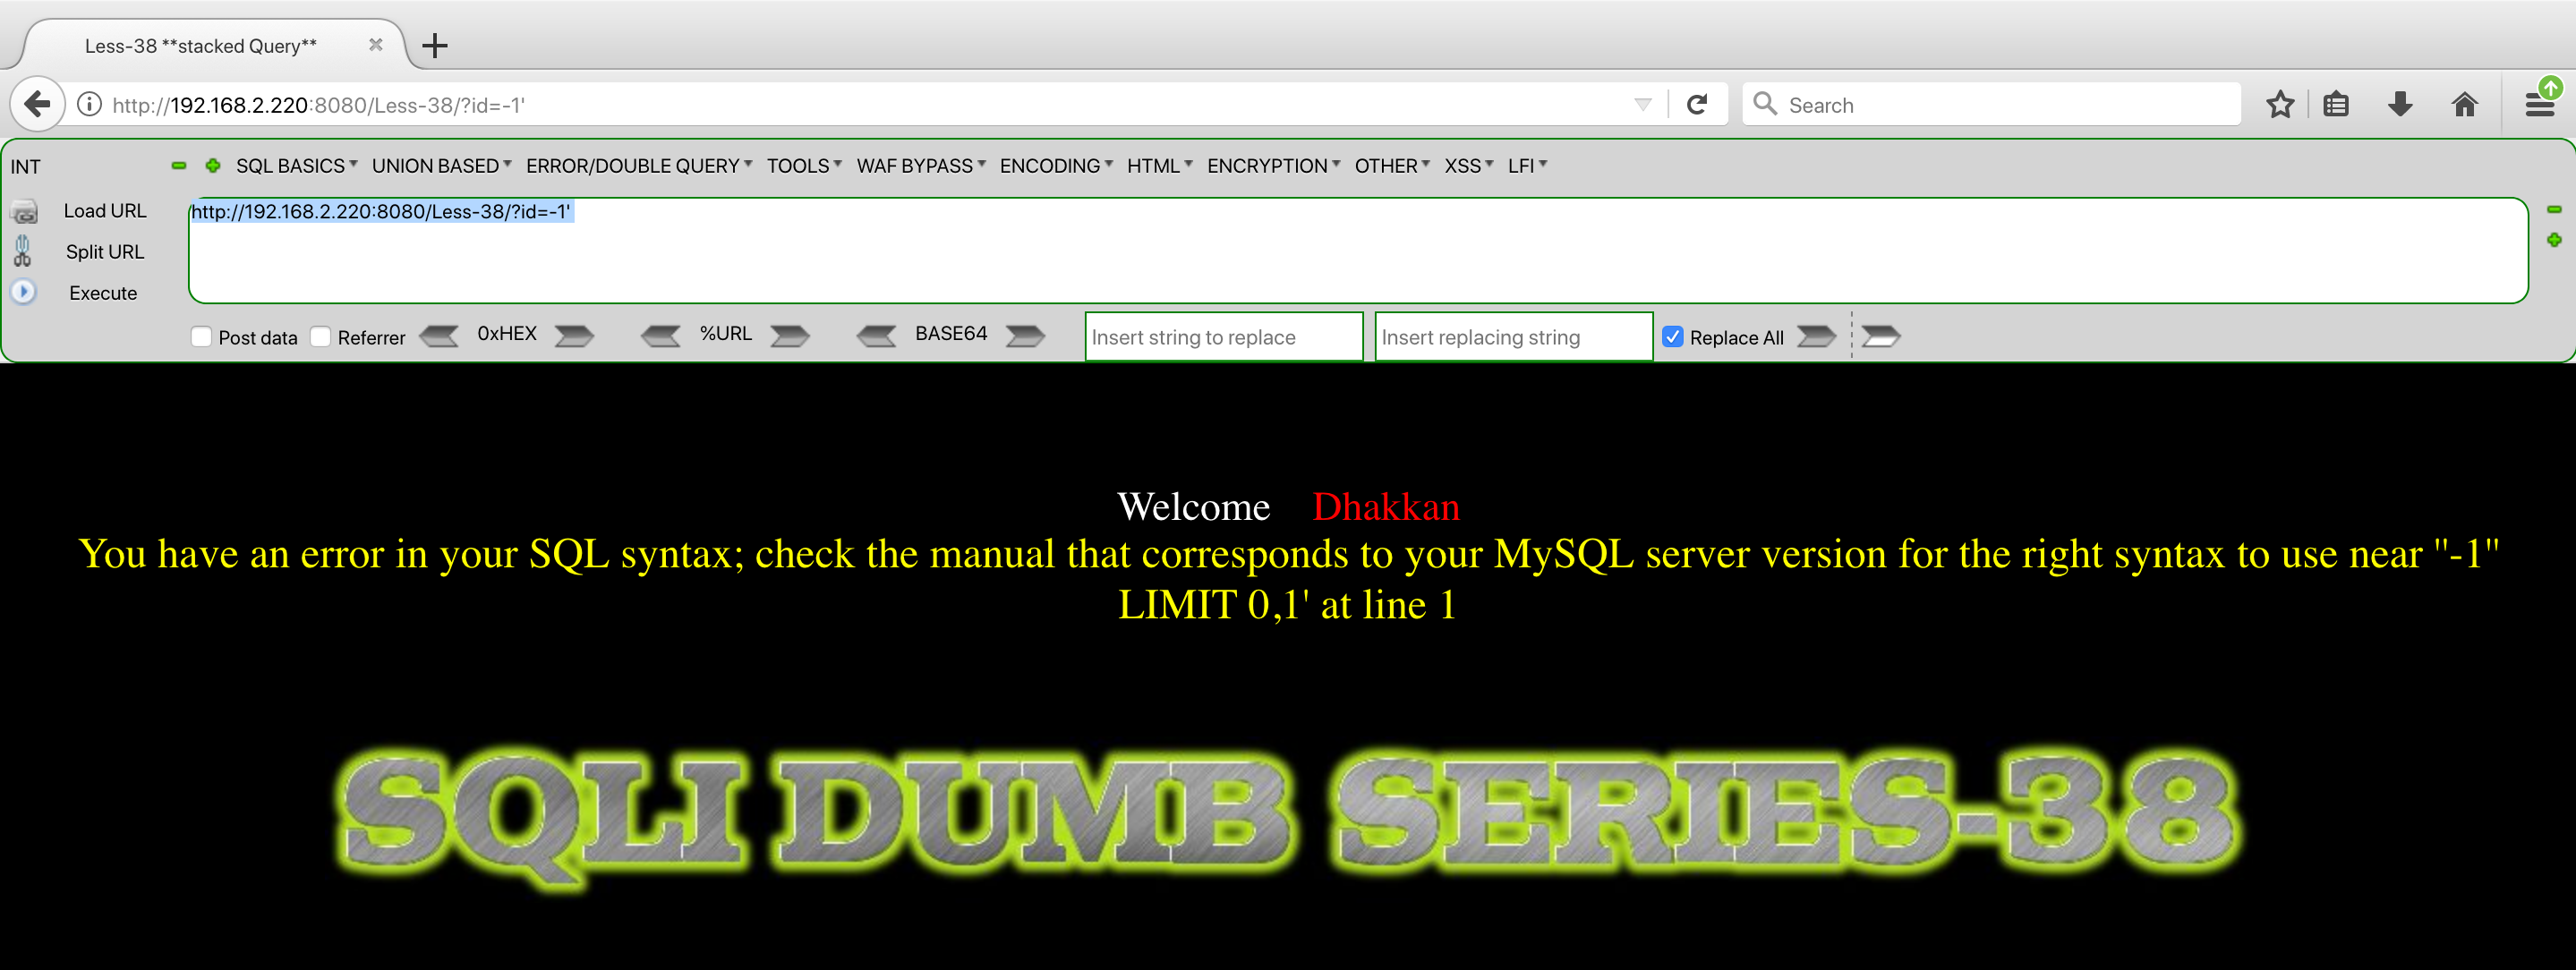 Less-38 **stacked Query**
http://192.168.2.220:8080/Less-38/?id=-1'
Search
INT
SQL BASICS UNION BASED ERROR/DOUBLE QUERY TOOLS WAF BYPASS ENCODING HTML ENCRYPTION OTHER XSS LFI
Load URL
http://192.168.2.220:8080/Less-38/?id=-1'
Split URL
Execute
Post data Referrer 0xHEX %URL BASE64 Insert string to replace Insert replacing string Replace All
Welcome Dhakkan
You have an error in your SQL syntax; check the manual that corresponds to your MySQL server version for the right syntax to use near ''-1''
LIMIT 0,1' at line 1
SQLI DUMB SERIES-38